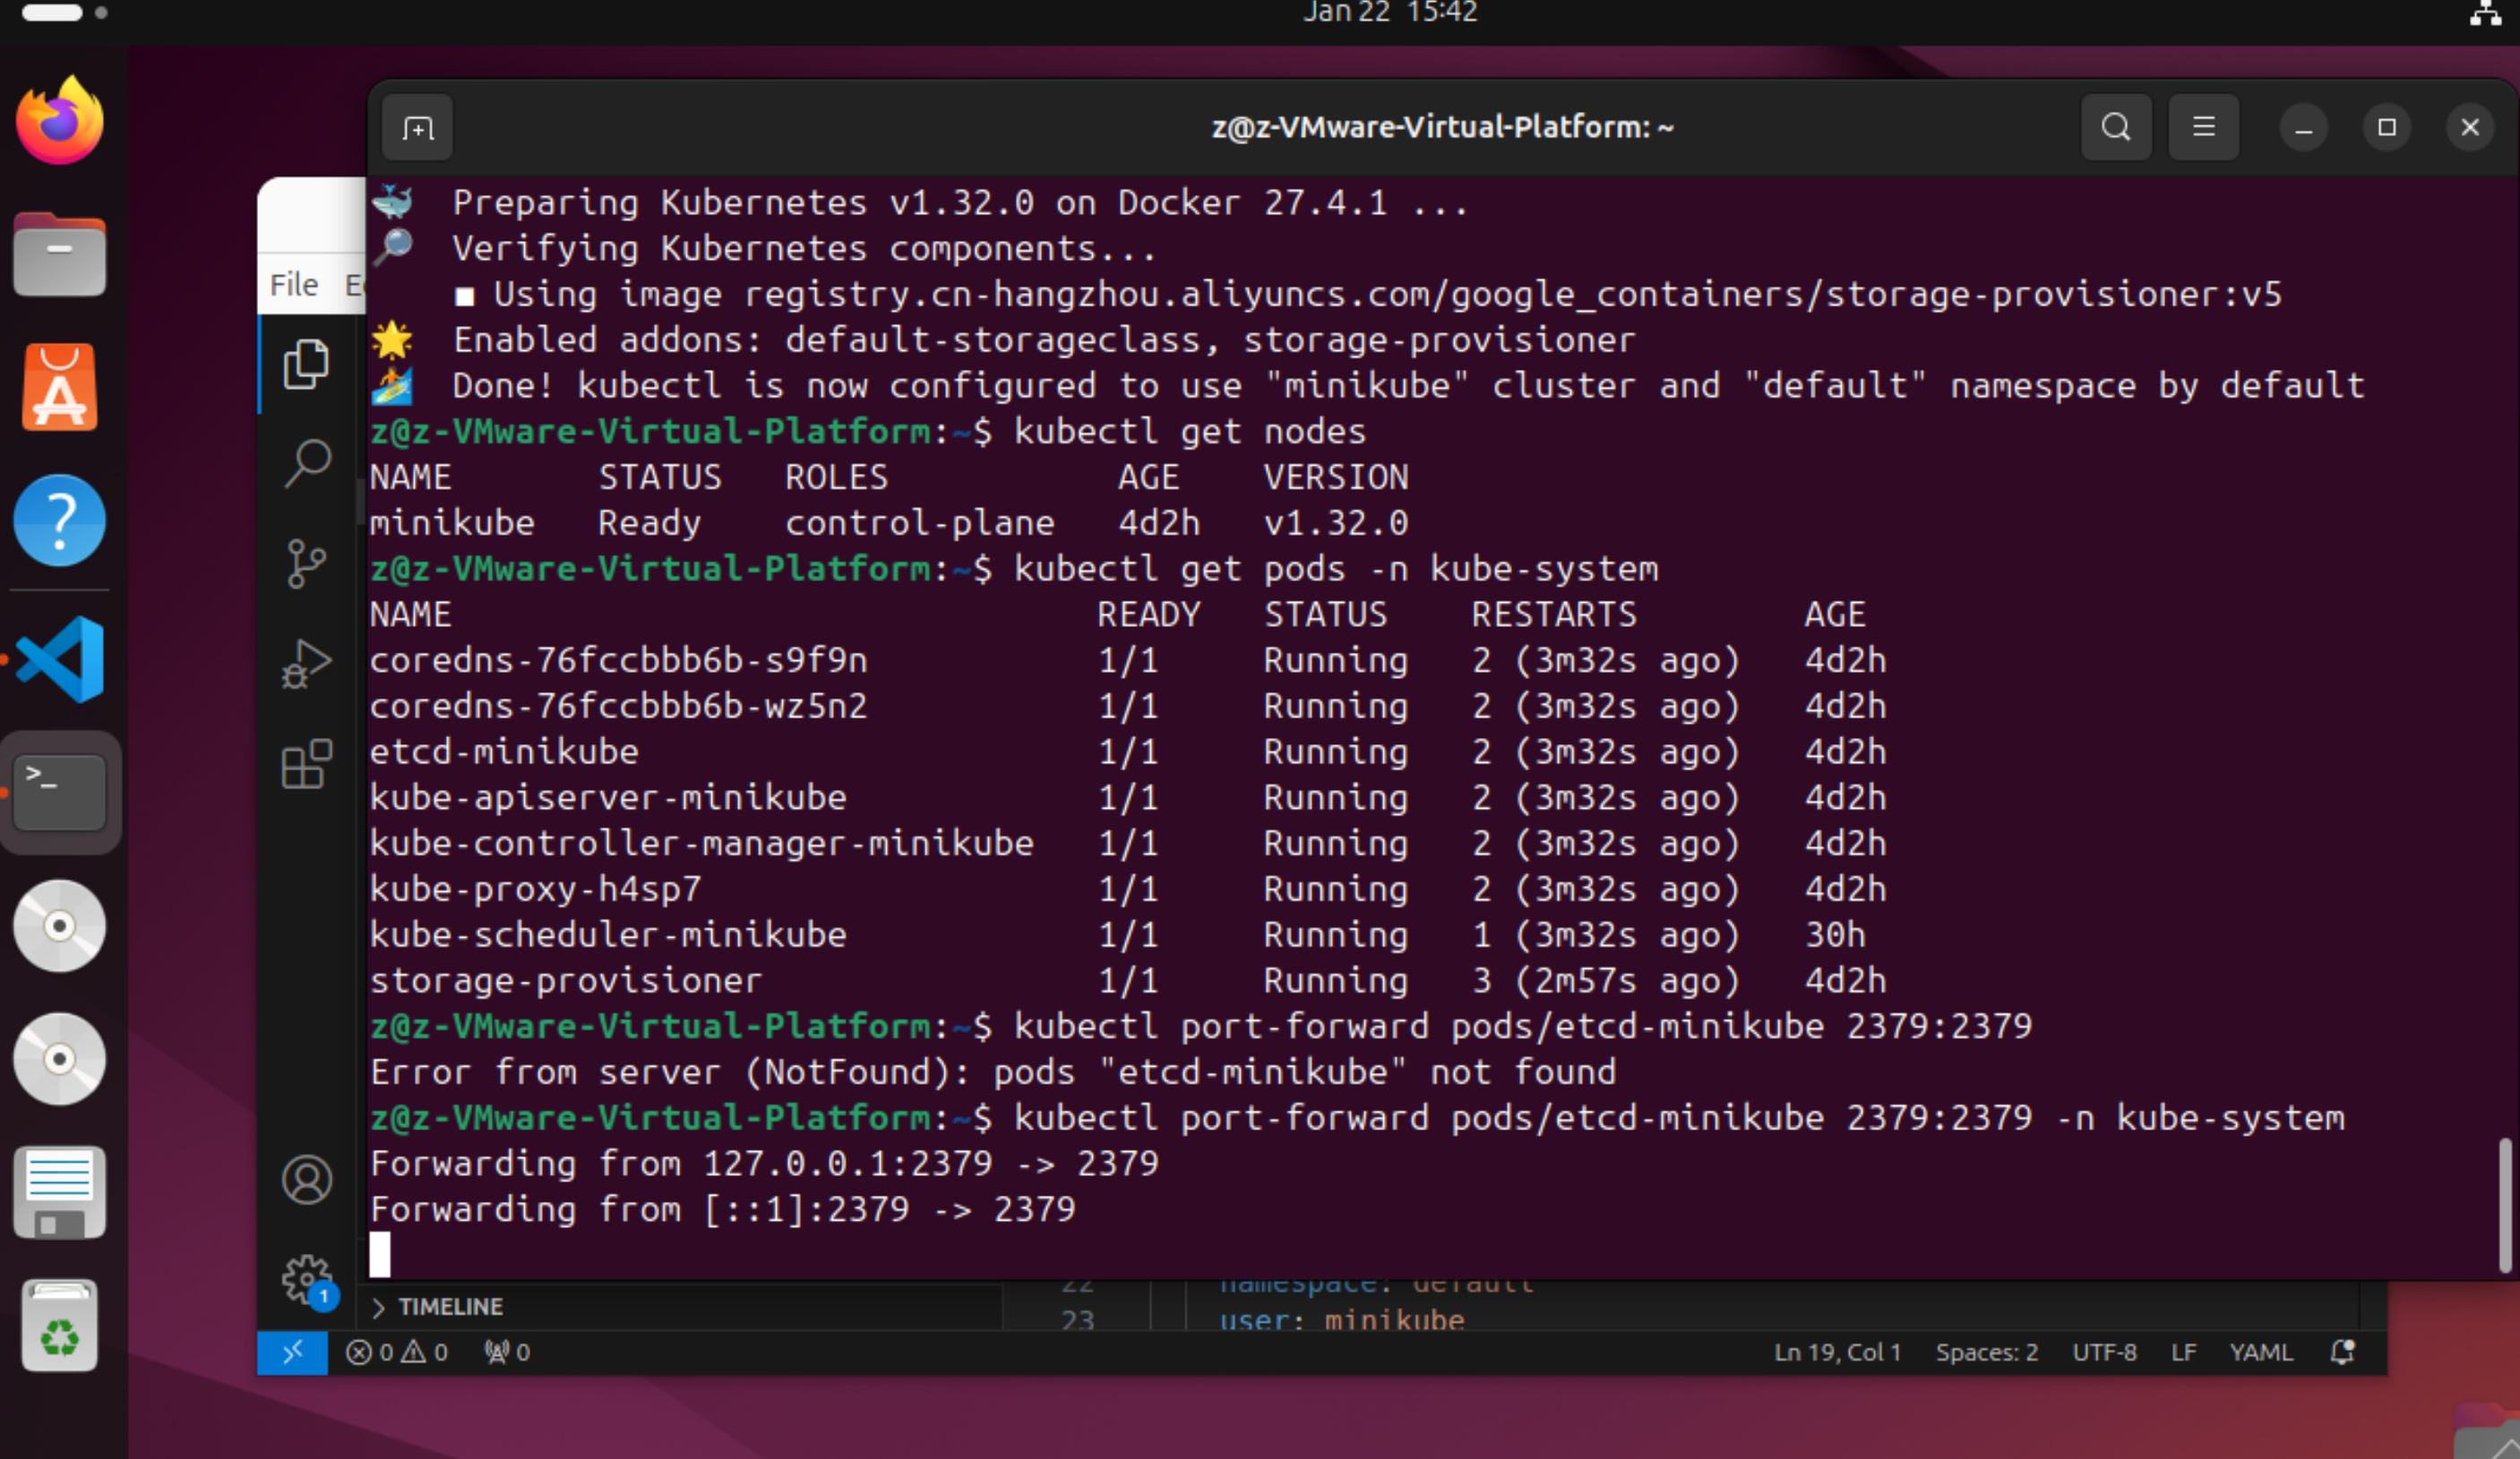 Jan 22 15:42
z@z-VMware-Virtual-Platform: ~
File
Preparing Kubernetes v1.32.0 on Docker 27.4.1 ...
Verifying Kubernetes components...
■ Using image registry.cn-hangzhou.aliyuncs.com/google_containers/storage-provisioner:v5
Enabled addons: default-storageclass, storage-provisioner
Done! kubectl is now configured to use "minikube" cluster and "default" namespace by default
z@z-VMware-Virtual-Platform:~$ kubectl get nodes
NAME STATUS ROLES AGE VERSION
minikube Ready control-plane 4d2h v1.32.0
z@z-VMware-Virtual-Platform:~$ kubectl get pods -n kube-system
NAME READY STATUS RESTARTS AGE
coredns-76fccbbb6b-s9f9n 1/1 Running 2 (3m32s ago) 4d2h
coredns-76fccbbb6b-wz5n2 1/1 Running 2 (3m32s ago) 4d2h
etcd-minikube 1/1 Running 2 (3m32s ago) 4d2h
kube-apiserver-minikube 1/1 Running 2 (3m32s ago) 4d2h
kube-controller-manager-minikube 1/1 Running 2 (3m32s ago) 4d2h
kube-proxy-h4sp7 1/1 Running 2 (3m32s ago) 4d2h
kube-scheduler-minikube 1/1 Running 1 (3m32s ago) 30h
storage-provisioner 1/1 Running 3 (2m57s ago) 4d2h
z@z-VMware-Virtual-Platform:~$ kubectl port-forward pods/etcd-minikube 2379:2379
Error from server (NotFound): pods "etcd-minikube" not found
z@z-VMware-Virtual-Platform:~$ kubectl port-forward pods/etcd-minikube 2379:2379 -n kube-system
Forwarding from 127.0.0.1:2379 -> 2379
Forwarding from [::1]:2379 -> 2379
22 namespace: default
1
TIMELINE
23 user: minikube
0 0 0 Ln 19, Col 1 Spaces: 2 UTF-8 LF YAML